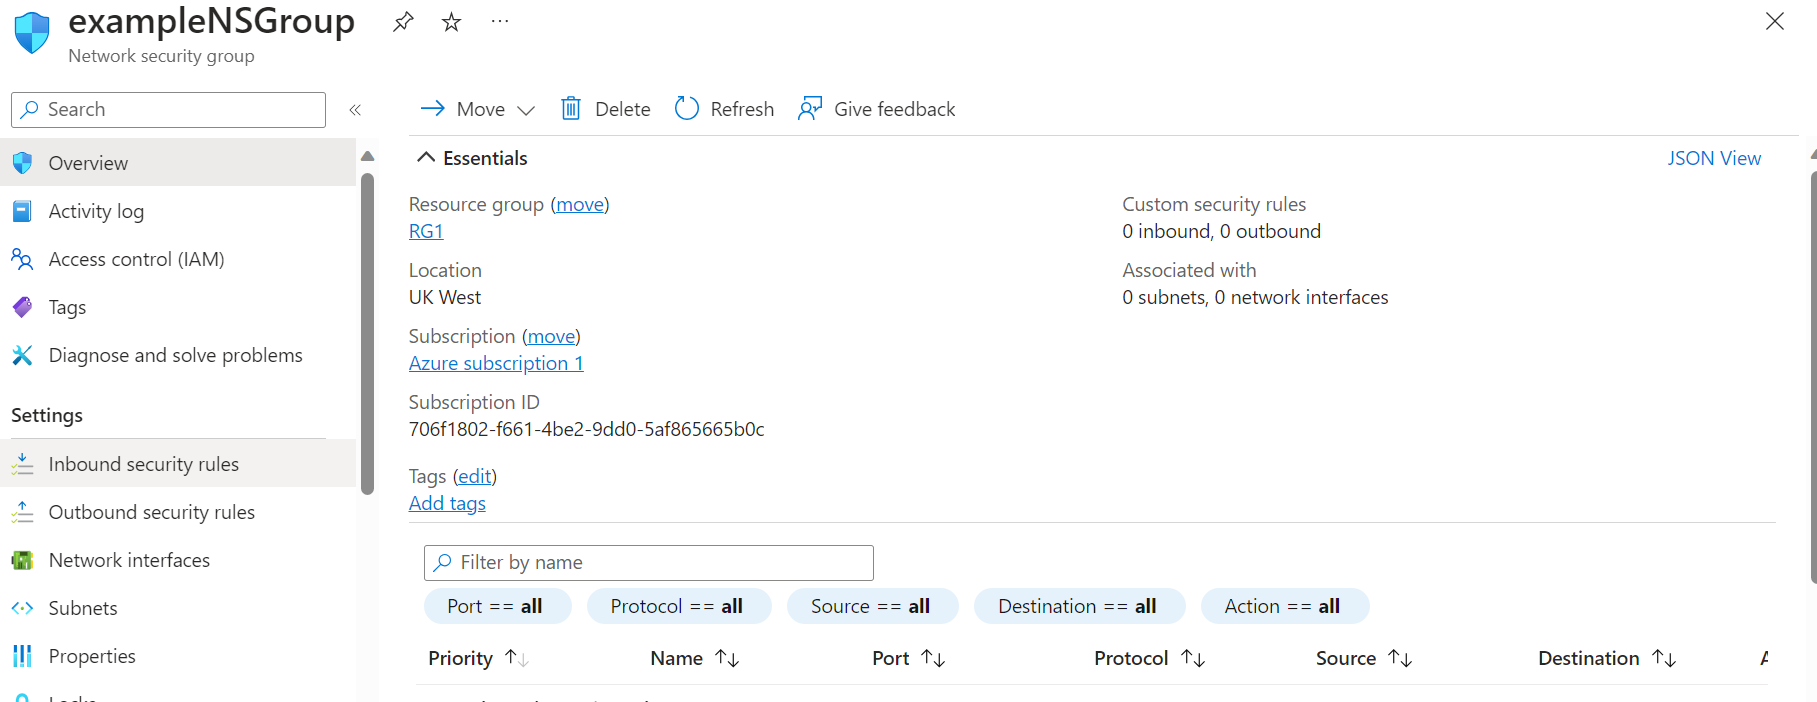 exampleNSGroup
Network security group
Search
Move
Delete
Refresh
Give feedback
Overview
Activity log
Access control (IAM)
Tags
Diagnose and solve problems
Settings
Inbound security rules
Outbound security rules
Network interfaces
Subnets
Properties
Locks
Essentials
JSON View
Resource group (move)
RG1
Location
UK West
Subscription (move)
Azure subscription 1
Subscription ID
706f1802-f661-4be2-9dd0-5af865665b0c
Tags (edit)
Add tags
Custom security rules
0 inbound, 0 outbound
Associated with
0 subnets, 0 network interfaces
Filter by name
Port == all
Protocol == all
Source == all
Destination == all
Action == all
Priority
Name
Port
Protocol
Source
Destination